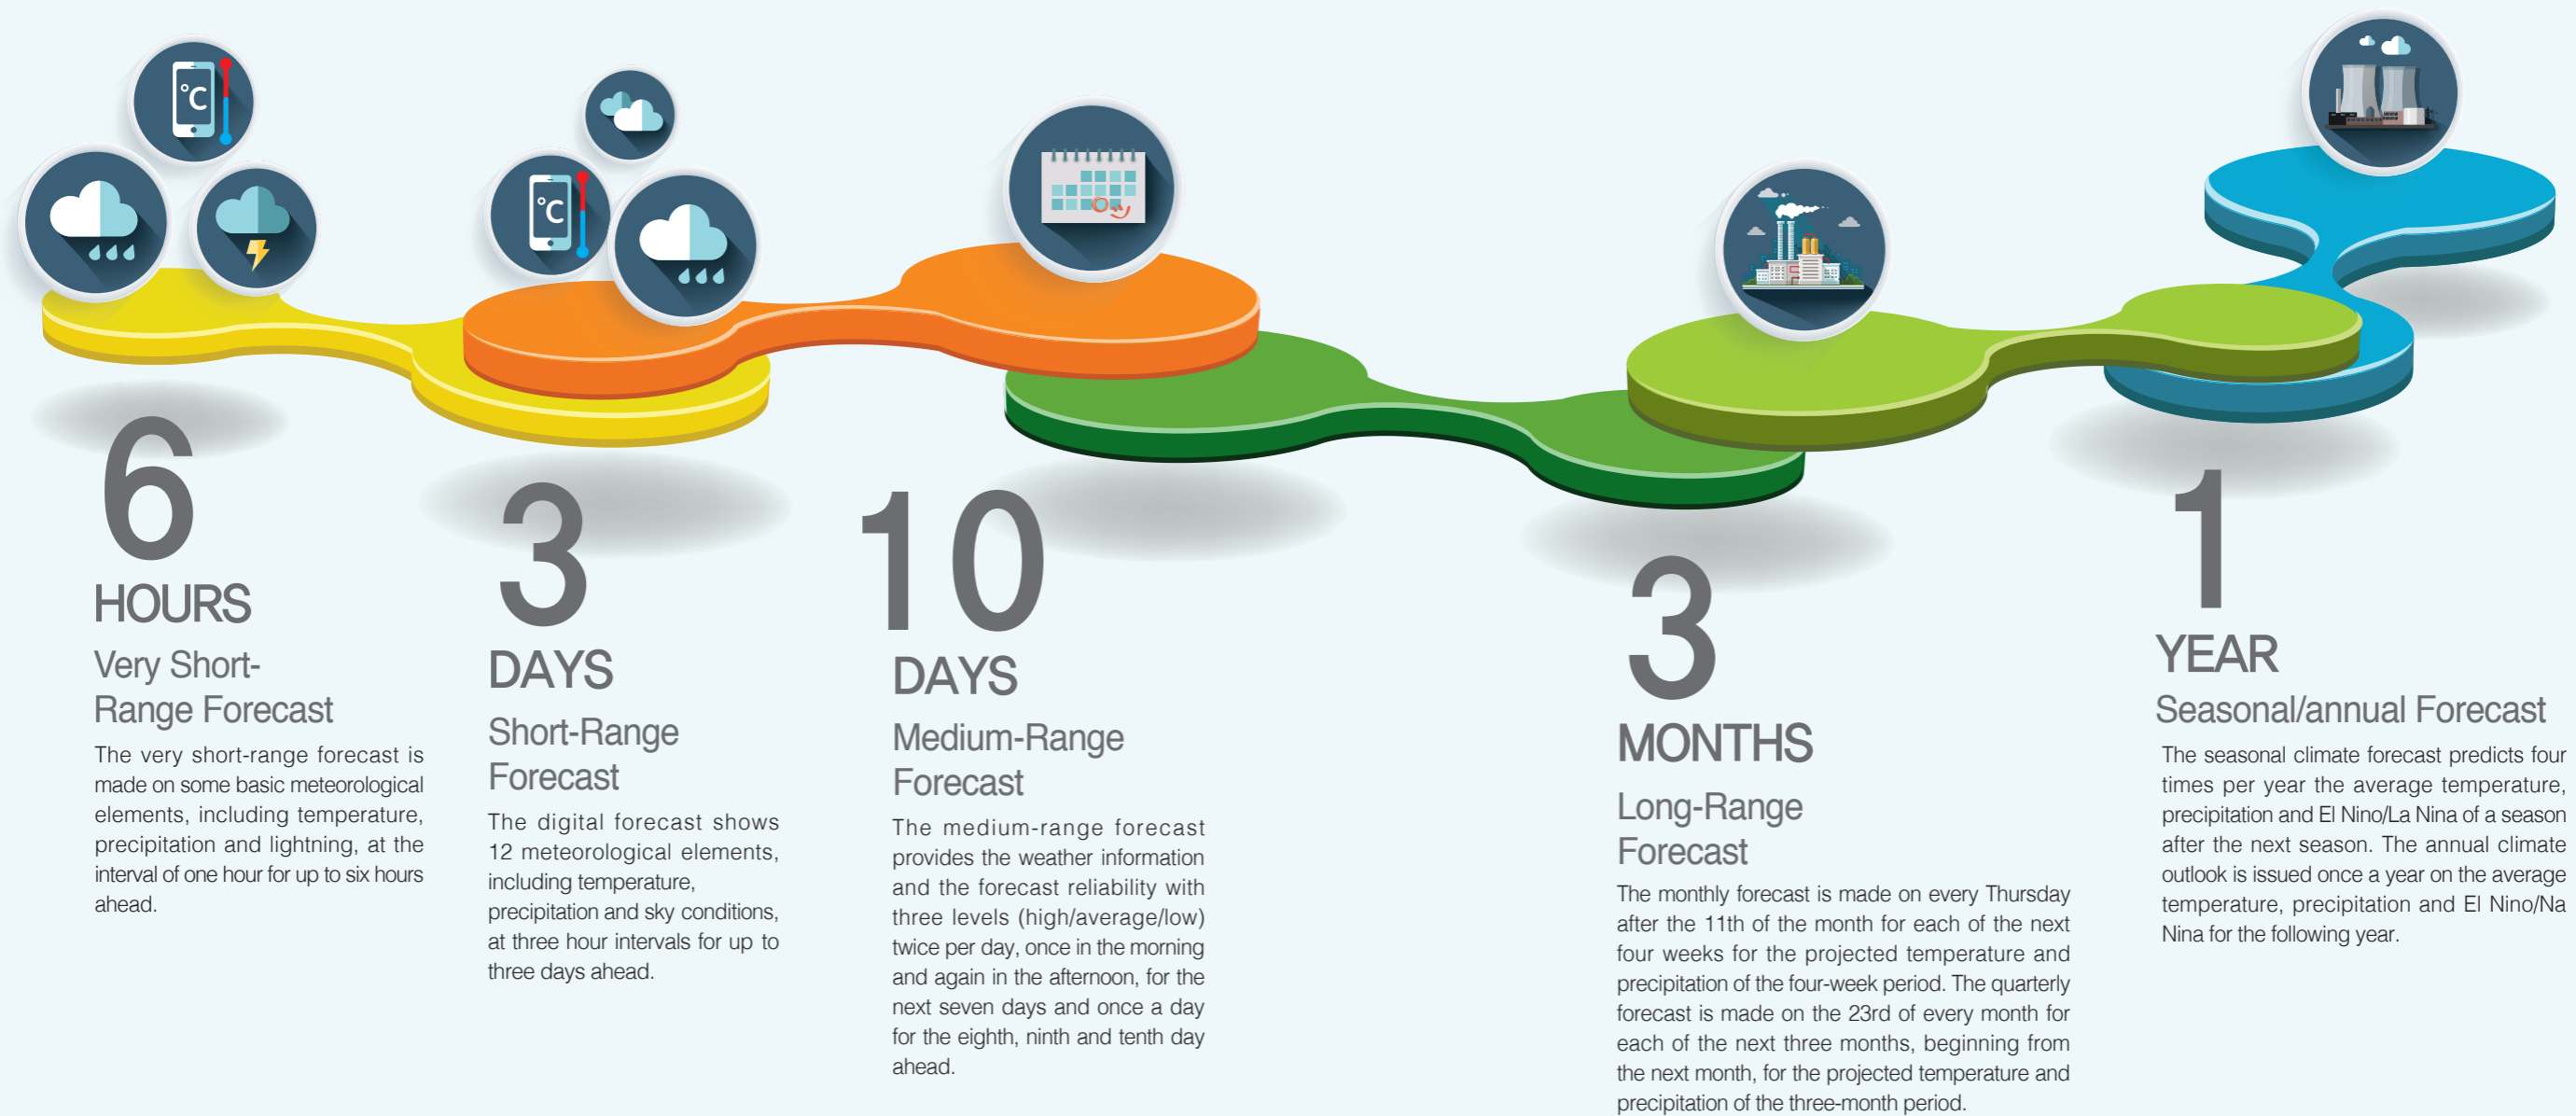 °C
°C
6
HOURS
Very Short-
Range Forecast
The very short-range forecast is
made on some basic meteorological
elements, including temperature,
precipitation and lightning, at the
interval of one hour for up to six hours
ahead.
3
DAYS
Short-Range
Forecast
The digital forecast shows
12 meteorological elements,
including temperature,
precipitation and sky conditions,
at three hour intervals for up to
three days ahead.
10
DAYS
Medium-Range
Forecast
The medium-range forecast
provides the weather information
and the forecast reliability with
three levels (high/average/low)
twice per day, once in the morning
and again in the afternoon, for the
next seven days and once a day
for the eighth, ninth and tenth day
ahead.
3
MONTHS
Long-Range
Forecast
The monthly forecast is made on every Thursday
after the 11th of the month for each of the next
four weeks for the projected temperature and
precipitation of the four-week period. The quarterly
forecast is made on the 23rd of every month for
each of the next three months, beginning from
the next month, for the projected temperature and
precipitation of the three-month period.
1
YEAR
Seasonal/annual Forecast
The seasonal climate forecast predicts four
times per year the average temperature,
precipitation and El Nino/La Nina of a season
after the next season. The annual climate
outlook is issued once a year on the average
temperature, precipitation and El Nino/Na
Nina for the following year.